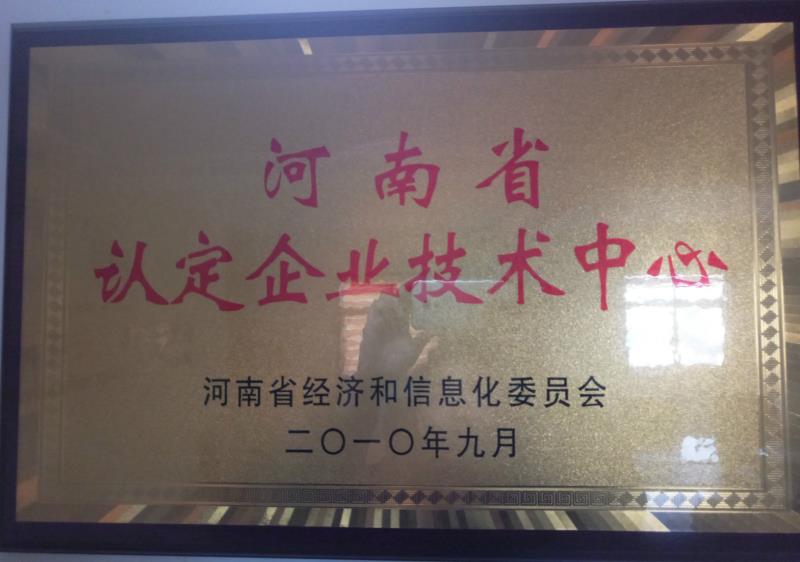 河南省
认定企业技术中心
河南省经济和信息化委员会
二〇一〇年九月